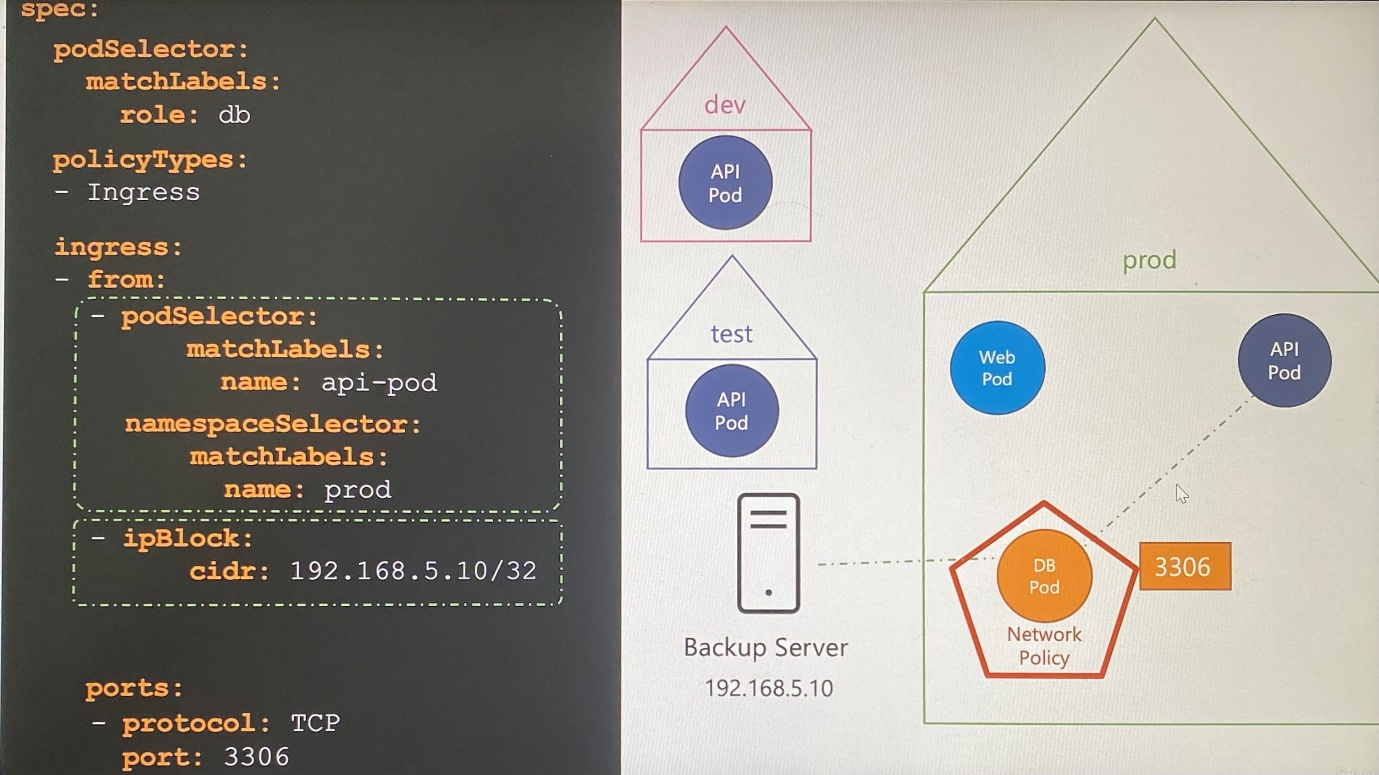 spec:
podSelector:
matchLabels:
role: db
policyTypes:
- Ingress
ingress:
- from:
- podSelector:
matchLabels:
name: api-pod
namespaceSelector:
matchLabels:
name: prod
- ipBlock:
cidr: 192.168.5.10/32
ports:
- protocol: TCP
port: 3306
dev
API
Pod
test
API
Pod
Backup Server
192.168.5.10
prod
Web
Pod
API
Pod
DB
Pod
Network
Policy
3306